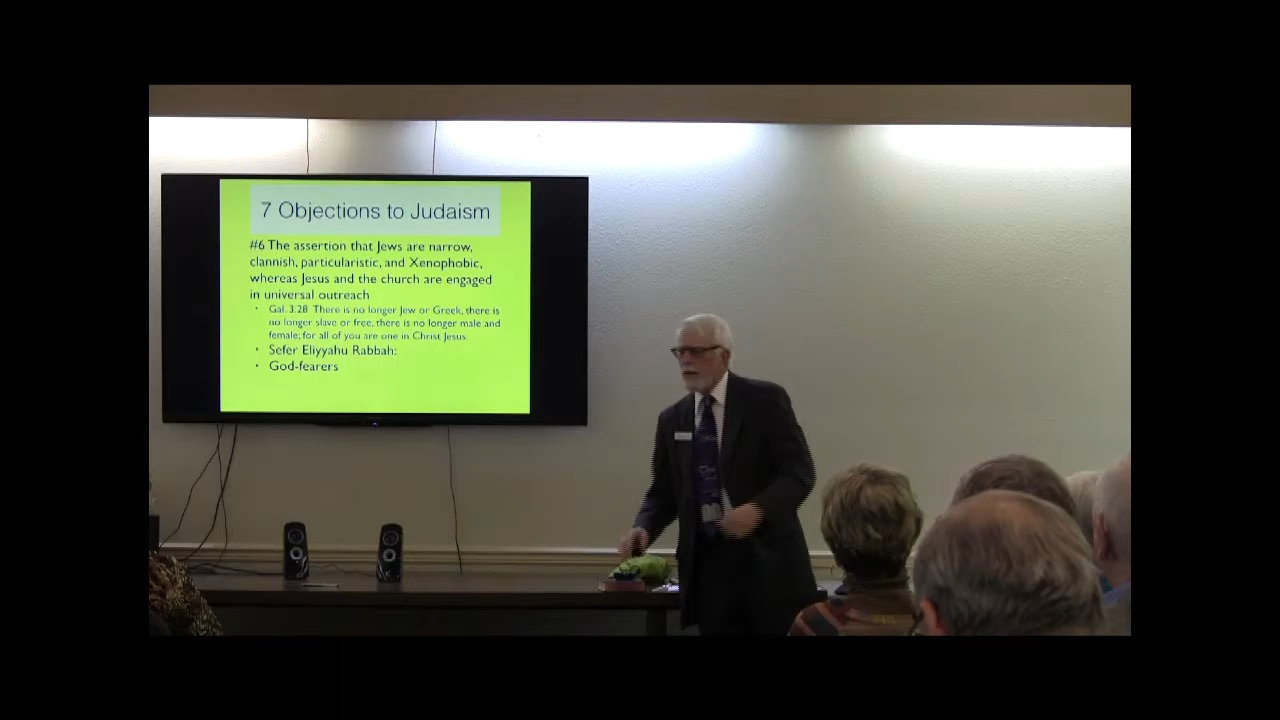 7 Objections to Judaism
#6 The assertion that Jews are narrow,
clannish, particularistic, and Xenophobic,
whereas Jesus and the church are engaged
in universal outreach
• Gal. 3:28 There is no longer Jew or Greek, there is
no longer slave or free, there is no longer male and
female; for all of you are one in Christ Jesus.
• Sefer Eliyyahu Rabbah:
• God-fearers